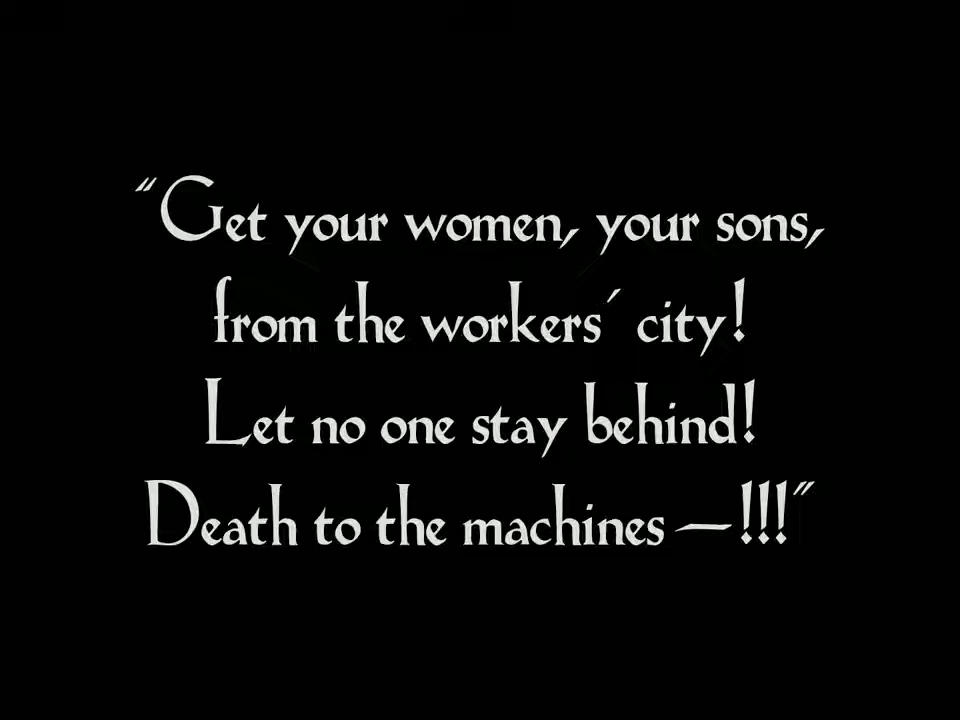 “Get your women, your sons,
from the workers´ city!
Let no one stay behind!
Death to the machines—!!!”